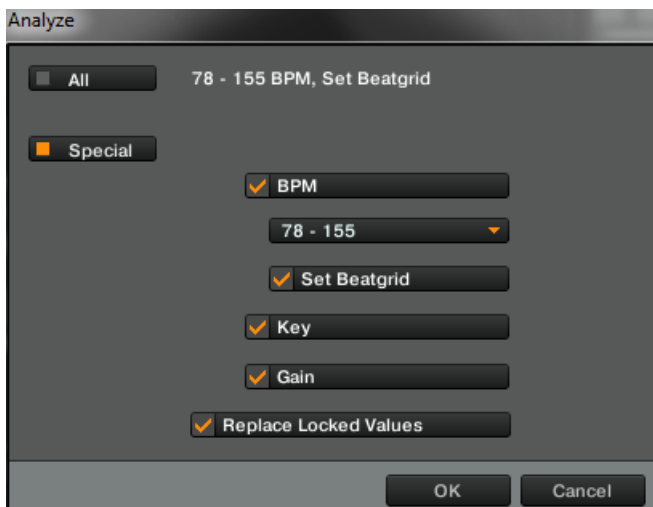 Analyze
All
78 - 155 BPM, Set Beatgrid
Special
BPM
78 - 155
Set Beatgrid
Key
Gain
Replace Locked Values
OK
Cancel